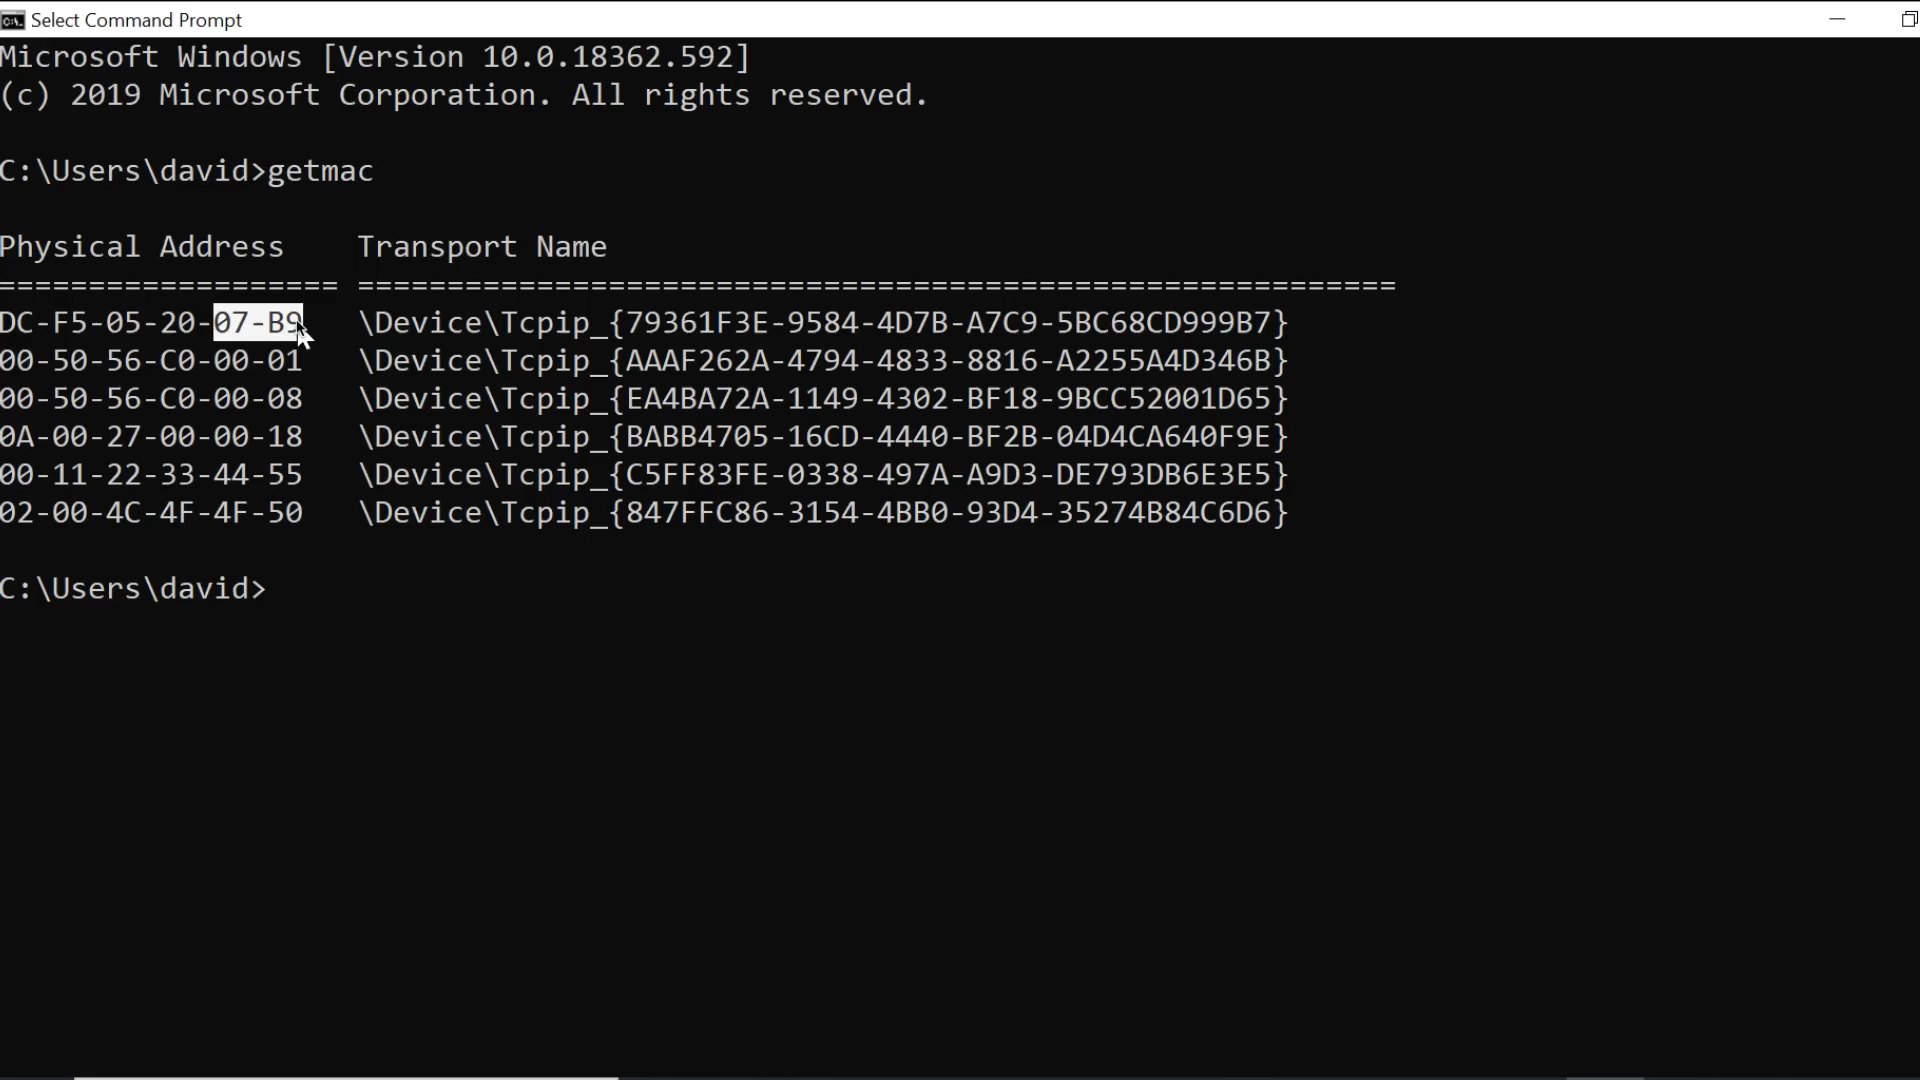 Select Command Prompt
Microsoft Windows [Version 10.0.18362.592]
(c) 2019 Microsoft Corporation. All rights reserved.
C:\Users\david>getmac
Physical Address    Transport Name
=================== ==========================================================
DC-F5-05-20-07-B9   \Device\Tcpip_{79361F3E-9584-4D7B-A7C9-5BC68CD999B7}
00-50-56-C0-00-01   \Device\Tcpip_{AAAF262A-4794-4833-8816-A2255A4D346B}
00-50-56-C0-00-08   \Device\Tcpip_{EA4BA72A-1149-4302-BF18-9BCC52001D65}
0A-00-27-00-00-18   \Device\Tcpip_{BABB4705-16CD-4440-BF2B-04D4CA640F9E}
00-11-22-33-44-55   \Device\Tcpip_{C5FF83FE-0338-497A-A9D3-DE793DB6E3E5}
02-00-4C-4F-4F-50   \Device\Tcpip_{847FFC86-3154-4BB0-93D4-35274B84C6D6}
C:\Users\david>